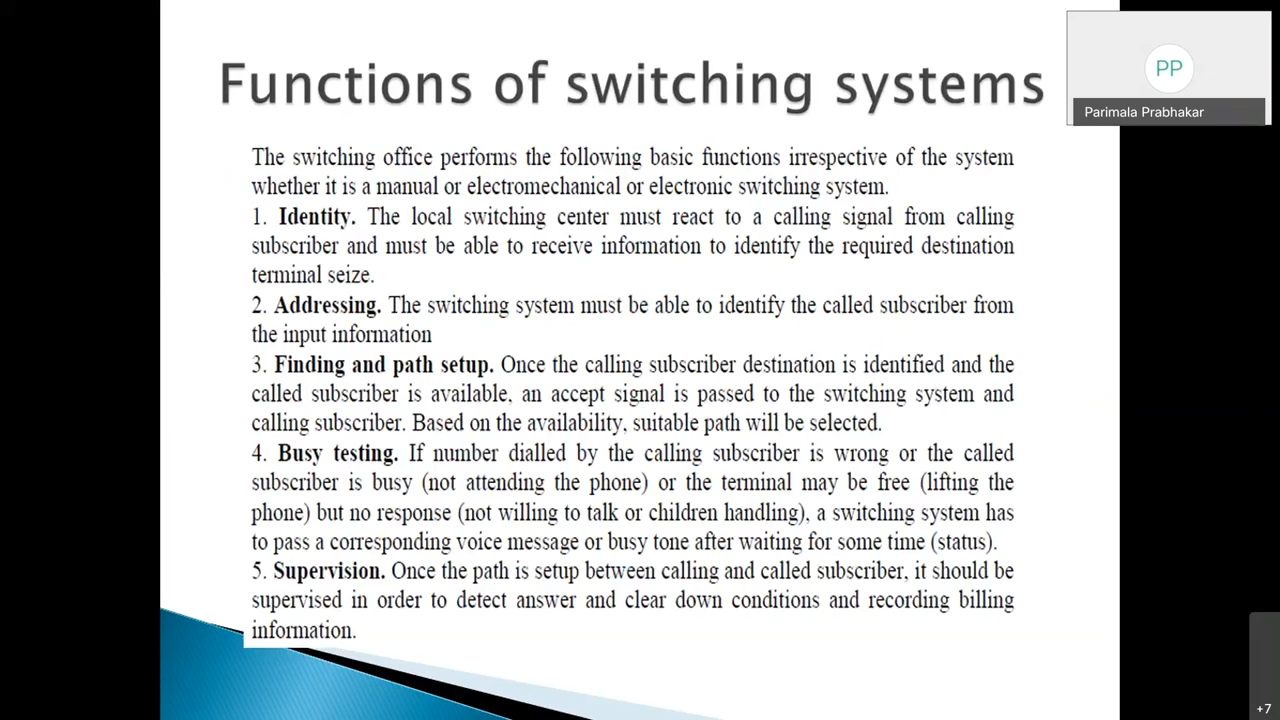 Functions of switching systems
PP
Parimala Prabhakar
The switching office performs the following basic functions irrespective of the system
whether it is a manual or electromechanical or electronic switching system.
1. Identity. The local switching center must react to a calling signal from calling
subscriber and must be able to receive information to identify the required destination
terminal seize.
2. Addressing. The switching system must be able to identify the called subscriber from
the input information
3. Finding and path setup. Once the calling subscriber destination is identified and the
called subscriber is available, an accept signal is passed to the switching system and
calling subscriber. Based on the availability, suitable path will be selected.
4. Busy testing. If number dialled by the calling subscriber is wrong or the called
subscriber is busy (not attending the phone) or the terminal may be free (lifting the
phone) but no response (not willing to talk or children handling), a switching system has
to pass a corresponding voice message or busy tone after waiting for some time (status).
5. Supervision. Once the path is setup between calling and called subscriber, it should be
supervised in order to detect answer and clear down conditions and recording billing
information.
+7